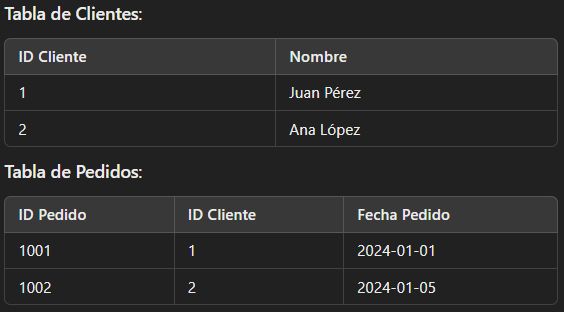 Tabla de Clientes:
ID Cliente Nombre
1 Juan Pérez
2 Ana López
Tabla de Pedidos:
ID Pedido ID Cliente Fecha Pedido
1001 1 2024-01-01
1002 2 2024-01-05